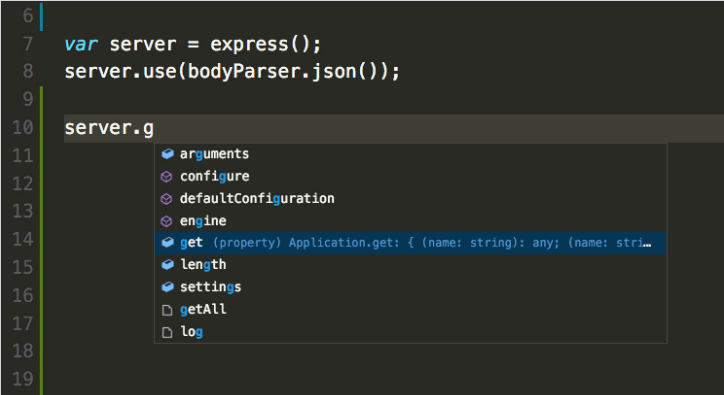 6
7 var server = express();
8 server.use(bodyParser.json());
9
10 server.g
11 arguments
12 configure
defaultConfiguration
13 engine
14 get (property) Application.get: { (name: string): any; (name: stri…
15 length
16 settings
getAll
17 log
18
19